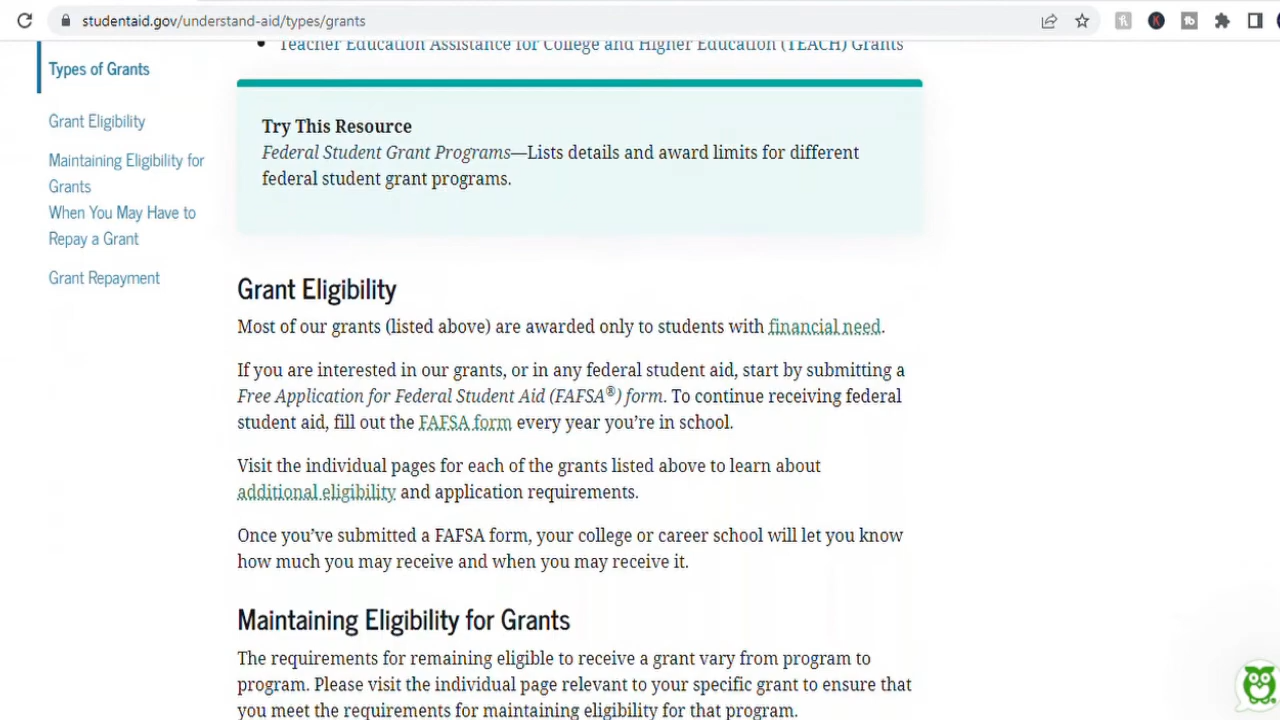 studentaid.gov/understand-aid/types/grants
Teacher Education Assistance for College and Higher Education (TEACH) Grants
Types of Grants
Grant Eligibility
Maintaining Eligibility for
Grants
When You May Have to
Repay a Grant
Grant Repayment
Try This Resource
Federal Student Grant Programs—Lists details and award limits for different
federal student grant programs.
Grant Eligibility
Most of our grants (listed above) are awarded only to students with financial need.
If you are interested in our grants, or in any federal student aid, start by submitting a
Free Application for Federal Student Aid (FAFSA®) form. To continue receiving federal
student aid, fill out the FAFSA form every year you’re in school.
Visit the individual pages for each of the grants listed above to learn about
additional eligibility and application requirements.
Once you’ve submitted a FAFSA form, your college or career school will let you know
how much you may receive and when you may receive it.
Maintaining Eligibility for Grants
The requirements for remaining eligible to receive a grant vary from program to
program. Please visit the individual page relevant to your specific grant to ensure that
you meet the requirements for maintaining eligibility for that program.